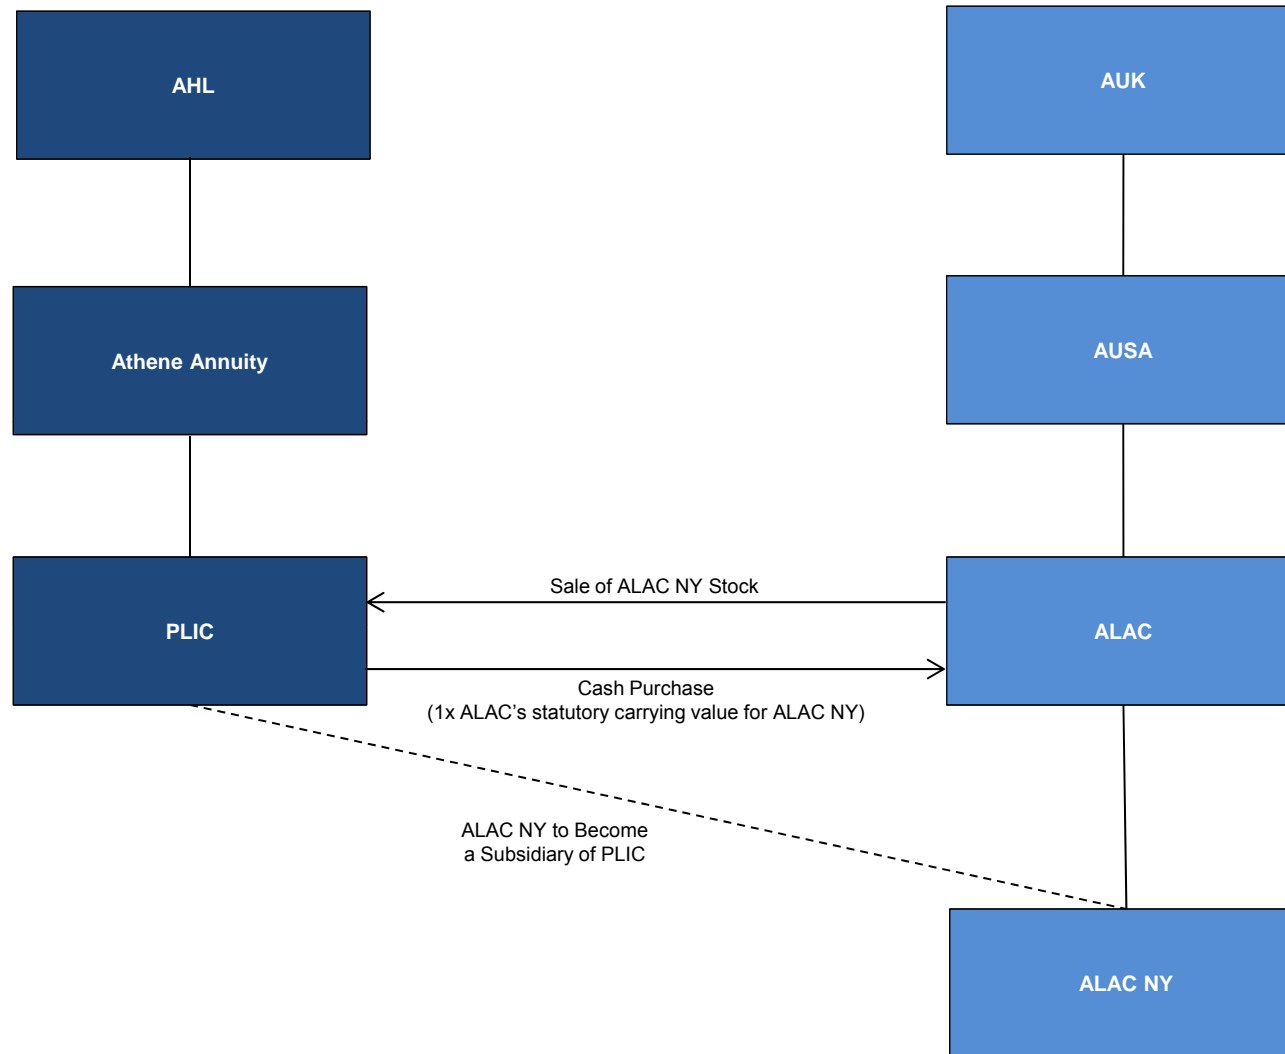 AHL
AUK
Athene Annuity
AUSA
Sale of ALAC NY Stock
PLIC
ALAC
Cash Purchase
(1x ALAC's statutory carrying value for ALAC NY)
ALAC NY to Become
a Subsidiary of PLIC
ALAC NY